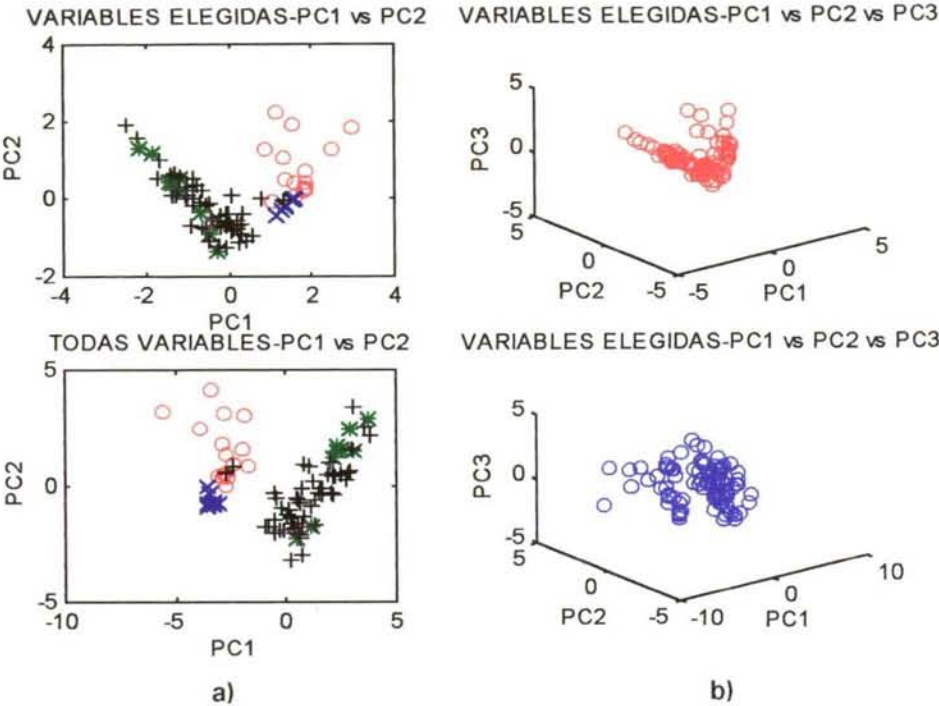 VARIABLES ELEGIDAS-PC1 vs PC2
4
2
0
-2
PC2
-4
-2
0
2
4
PC1
VARIABLES ELEGIDAS-PC1 vs PC2 vs PC3
5
0
-5
PC3
5
0
-5
PC2
-5
0
5
PC1
TODAS VARIABLES-PC1 vs PC2
5
0
-5
PC2
-10
-5
0
5
PC1
a)
VARIABLES ELEGIDAS-PC1 vs PC2 vs PC3
5
0
-5
PC3
5
0
-5
PC2
-10
0
10
PC1
b)